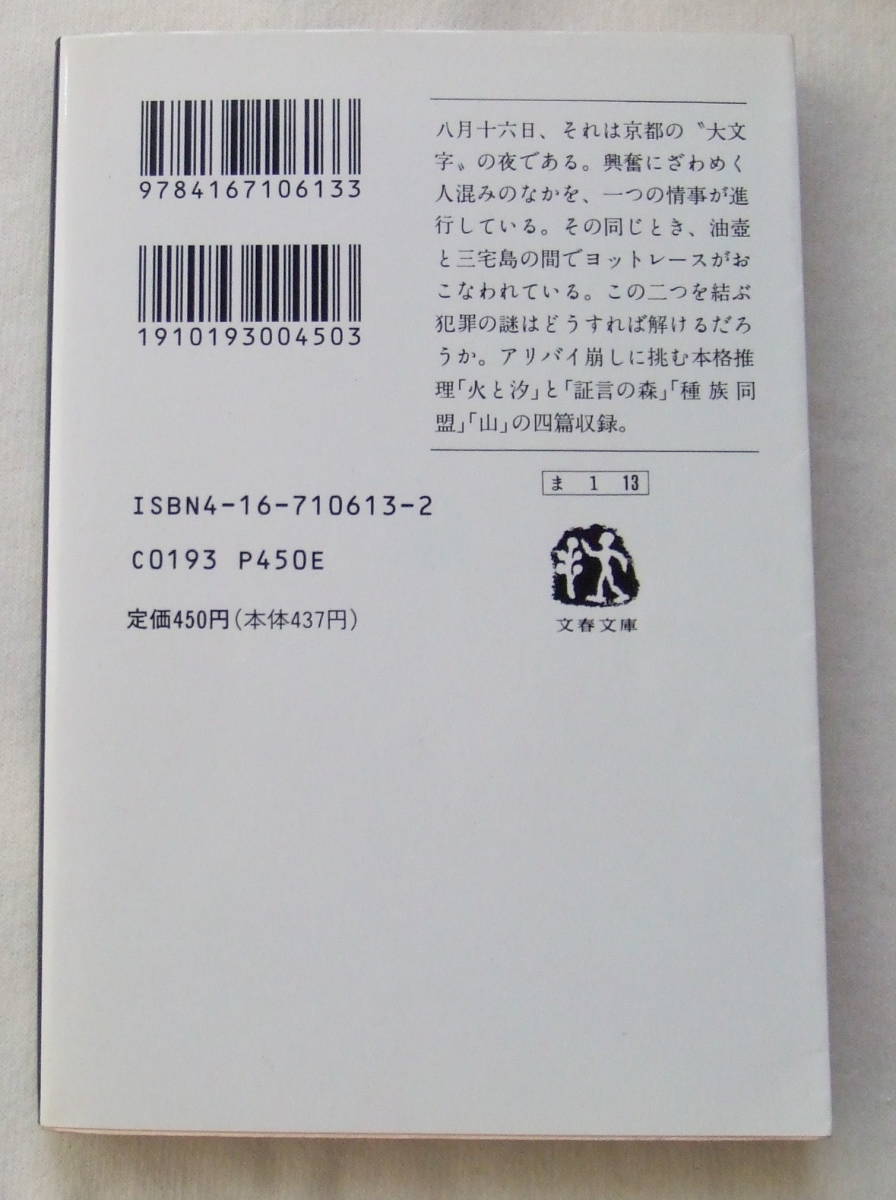 9784167106133
1910193004503
八月十六日、それは京都の〝大文
字〟の夜である。興奮にざわめく
人混みのなかを、一つの情事が進
行している。その同じとき、油壺
と三宅島の間でヨットレースがお
こなわれている。この二つを結ぶ
犯罪の謎はどうすれば解けるだろ
うか。アリバイ崩しに挑む本格推
理「火と汐」と「証言の森」「種族同
盟」「山」の四篇収録。
ISBN4-16-710613-2
C0193 P450E
定価450円(本体437円)
ま 1 13
文春文庫